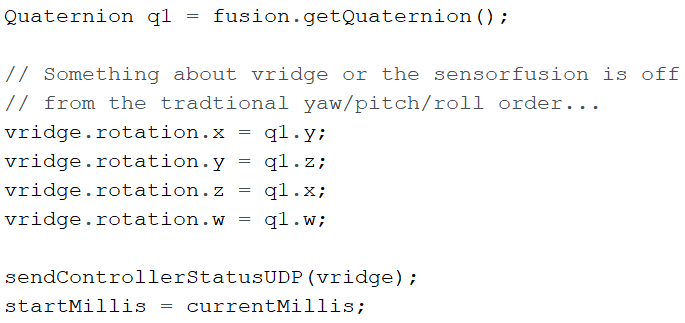 Quaternion q1 = fusion.getQuaternion();

// Something about vridge or the sensorfusion is off
// from the tradtional yaw/pitch/roll order...
vridge.rotation.x = q1.y;
vridge.rotation.y = q1.z;
vridge.rotation.z = q1.x;
vridge.rotation.w = q1.w;

sendControllerStatusUDP(vridge);
startMillis = currentMillis;